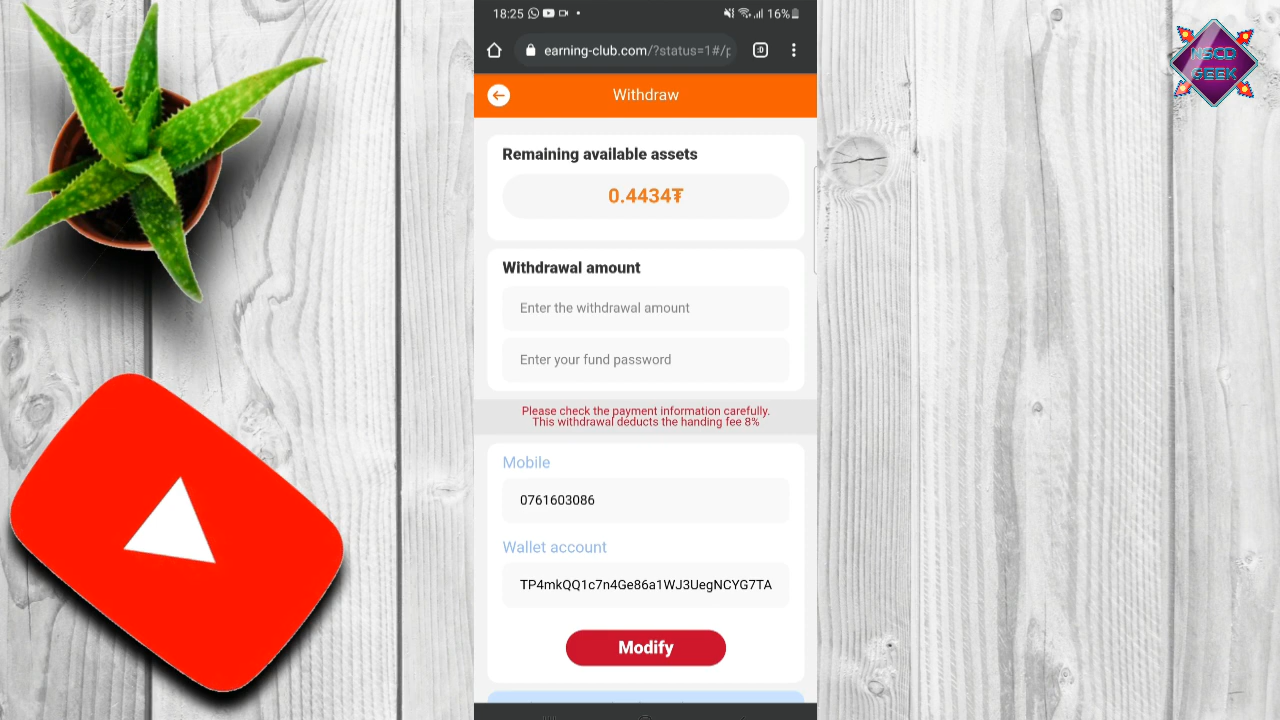 18:25
16%
earning-club.com/?status=1#/p
:D
NSCD
GEEK
Withdraw
Remaining available assets
0.4434₮
Withdrawal amount
Enter the withdrawal amount
Enter your fund password
Please check the payment information carefully.
This withdrawal deducts the handing fee 8%
Mobile
0761603086
Wallet account
TP4mkQQ1c7n4Ge86a1WJ3UegNCYG7TA
Modify